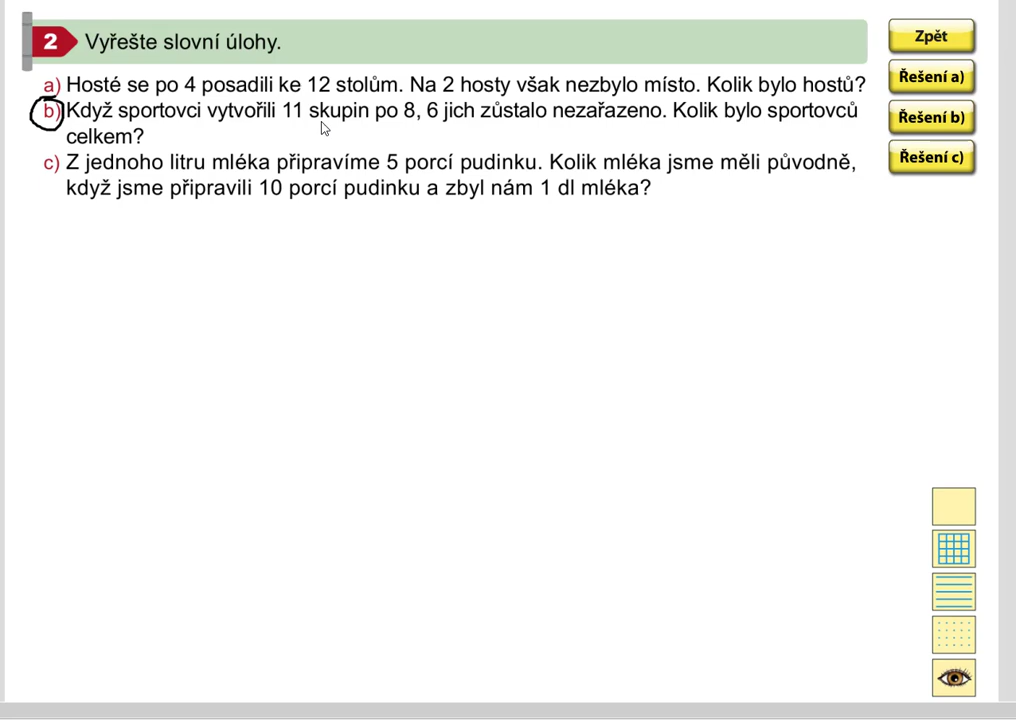 2 Vyřešte slovní úlohy.
Zpět
a) Hosté se po 4 posadili ke 12 stolům. Na 2 hosty však nezbylo místo. Kolik bylo hostů?
Řešení a)
b) Když sportovci vytvořili 11 skupin po 8, 6 jich zůstalo nezařazeno. Kolik bylo sportovců
Řešení b)
celkem?
c) Z jednoho litru mléka připravíme 5 porcí pudinku. Kolik mléka jsme měli původně,
Řešení c)
když jsme připravili 10 porcí pudinku a zbyl nám 1 dl mléka?